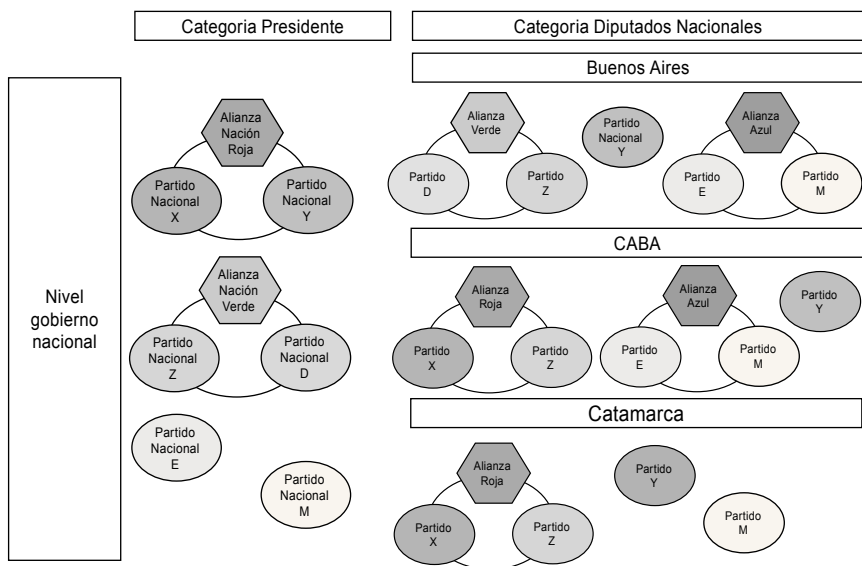 Categoria Presidente
Categoria Diputados Nacionales
Buenos Aires
Nivel
gobierno
nacional
Alianza
Nación
Roja
Partido
Nacional
X
Partido
Nacional
Y
Alianza
Nación
Verde
Partido
Nacional
Z
Partido
Nacional
D
Partido
Nacional
E
Partido
Nacional
M
Alianza
Verde
Partido
D
Partido
Z
Partido
Nacional
Y
Alianza
Azul
Partido
E
Partido
M
CABA
Alianza
Roja
Partido
X
Partido
Z
Alianza
Azul
Partido
E
Partido
M
Partido
Y
Catamarca
Alianza
Roja
Partido
X
Partido
Z
Partido
Y
Partido
M